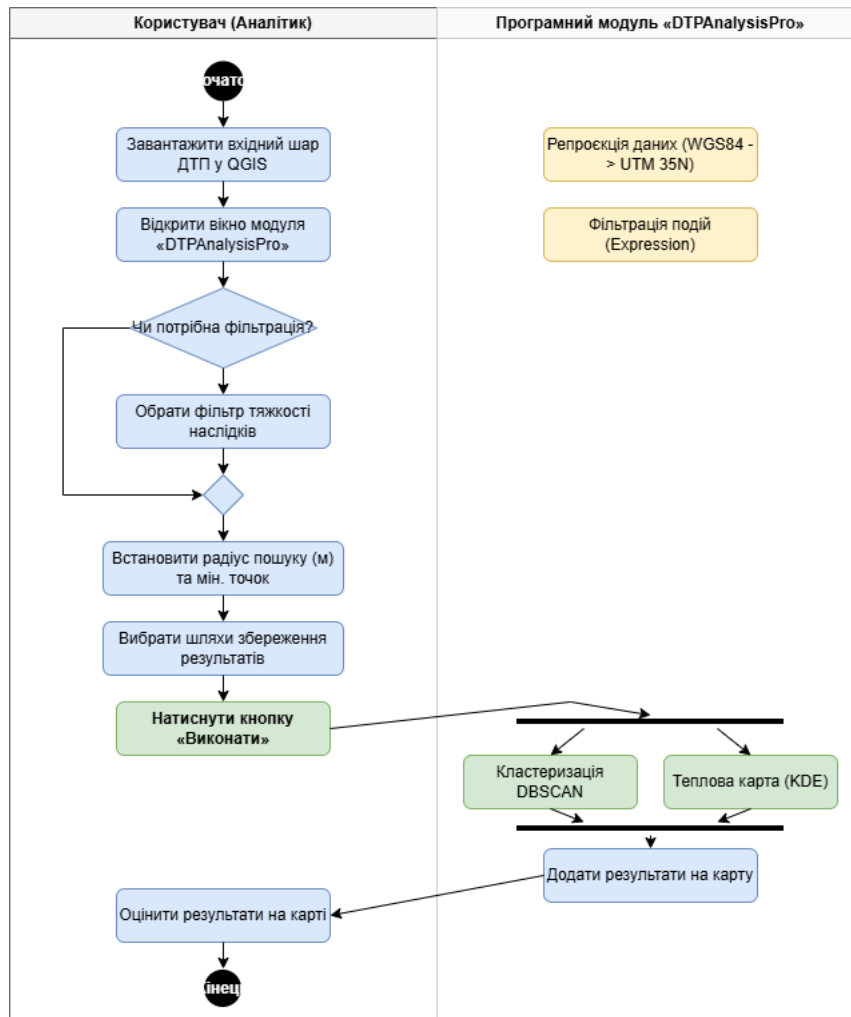 Користувач (Аналітик)
Програмний модуль «DTPAnalysisPro»
очато
Завантажити вхідний шар
ДТП у QGIS
Репроєкція даних (WGS84 -
> UTM 35N)
Відкрити вікно модуля
«DTPAnalysisPro»
Фільтрація подій
(Expression)
Чи потрібна фільтрація?
Обрати фільтр тяжкості
наслідків
Встановити радіус пошуку (м)
та мін. точок
Вибрати шляхи збереження
результатів
Натиснути кнопку
«Виконати»
Кластеризація
DBSCAN
Теплова карта (KDE)
Додати результати на карту
Оцінити результати на карті
Кінець